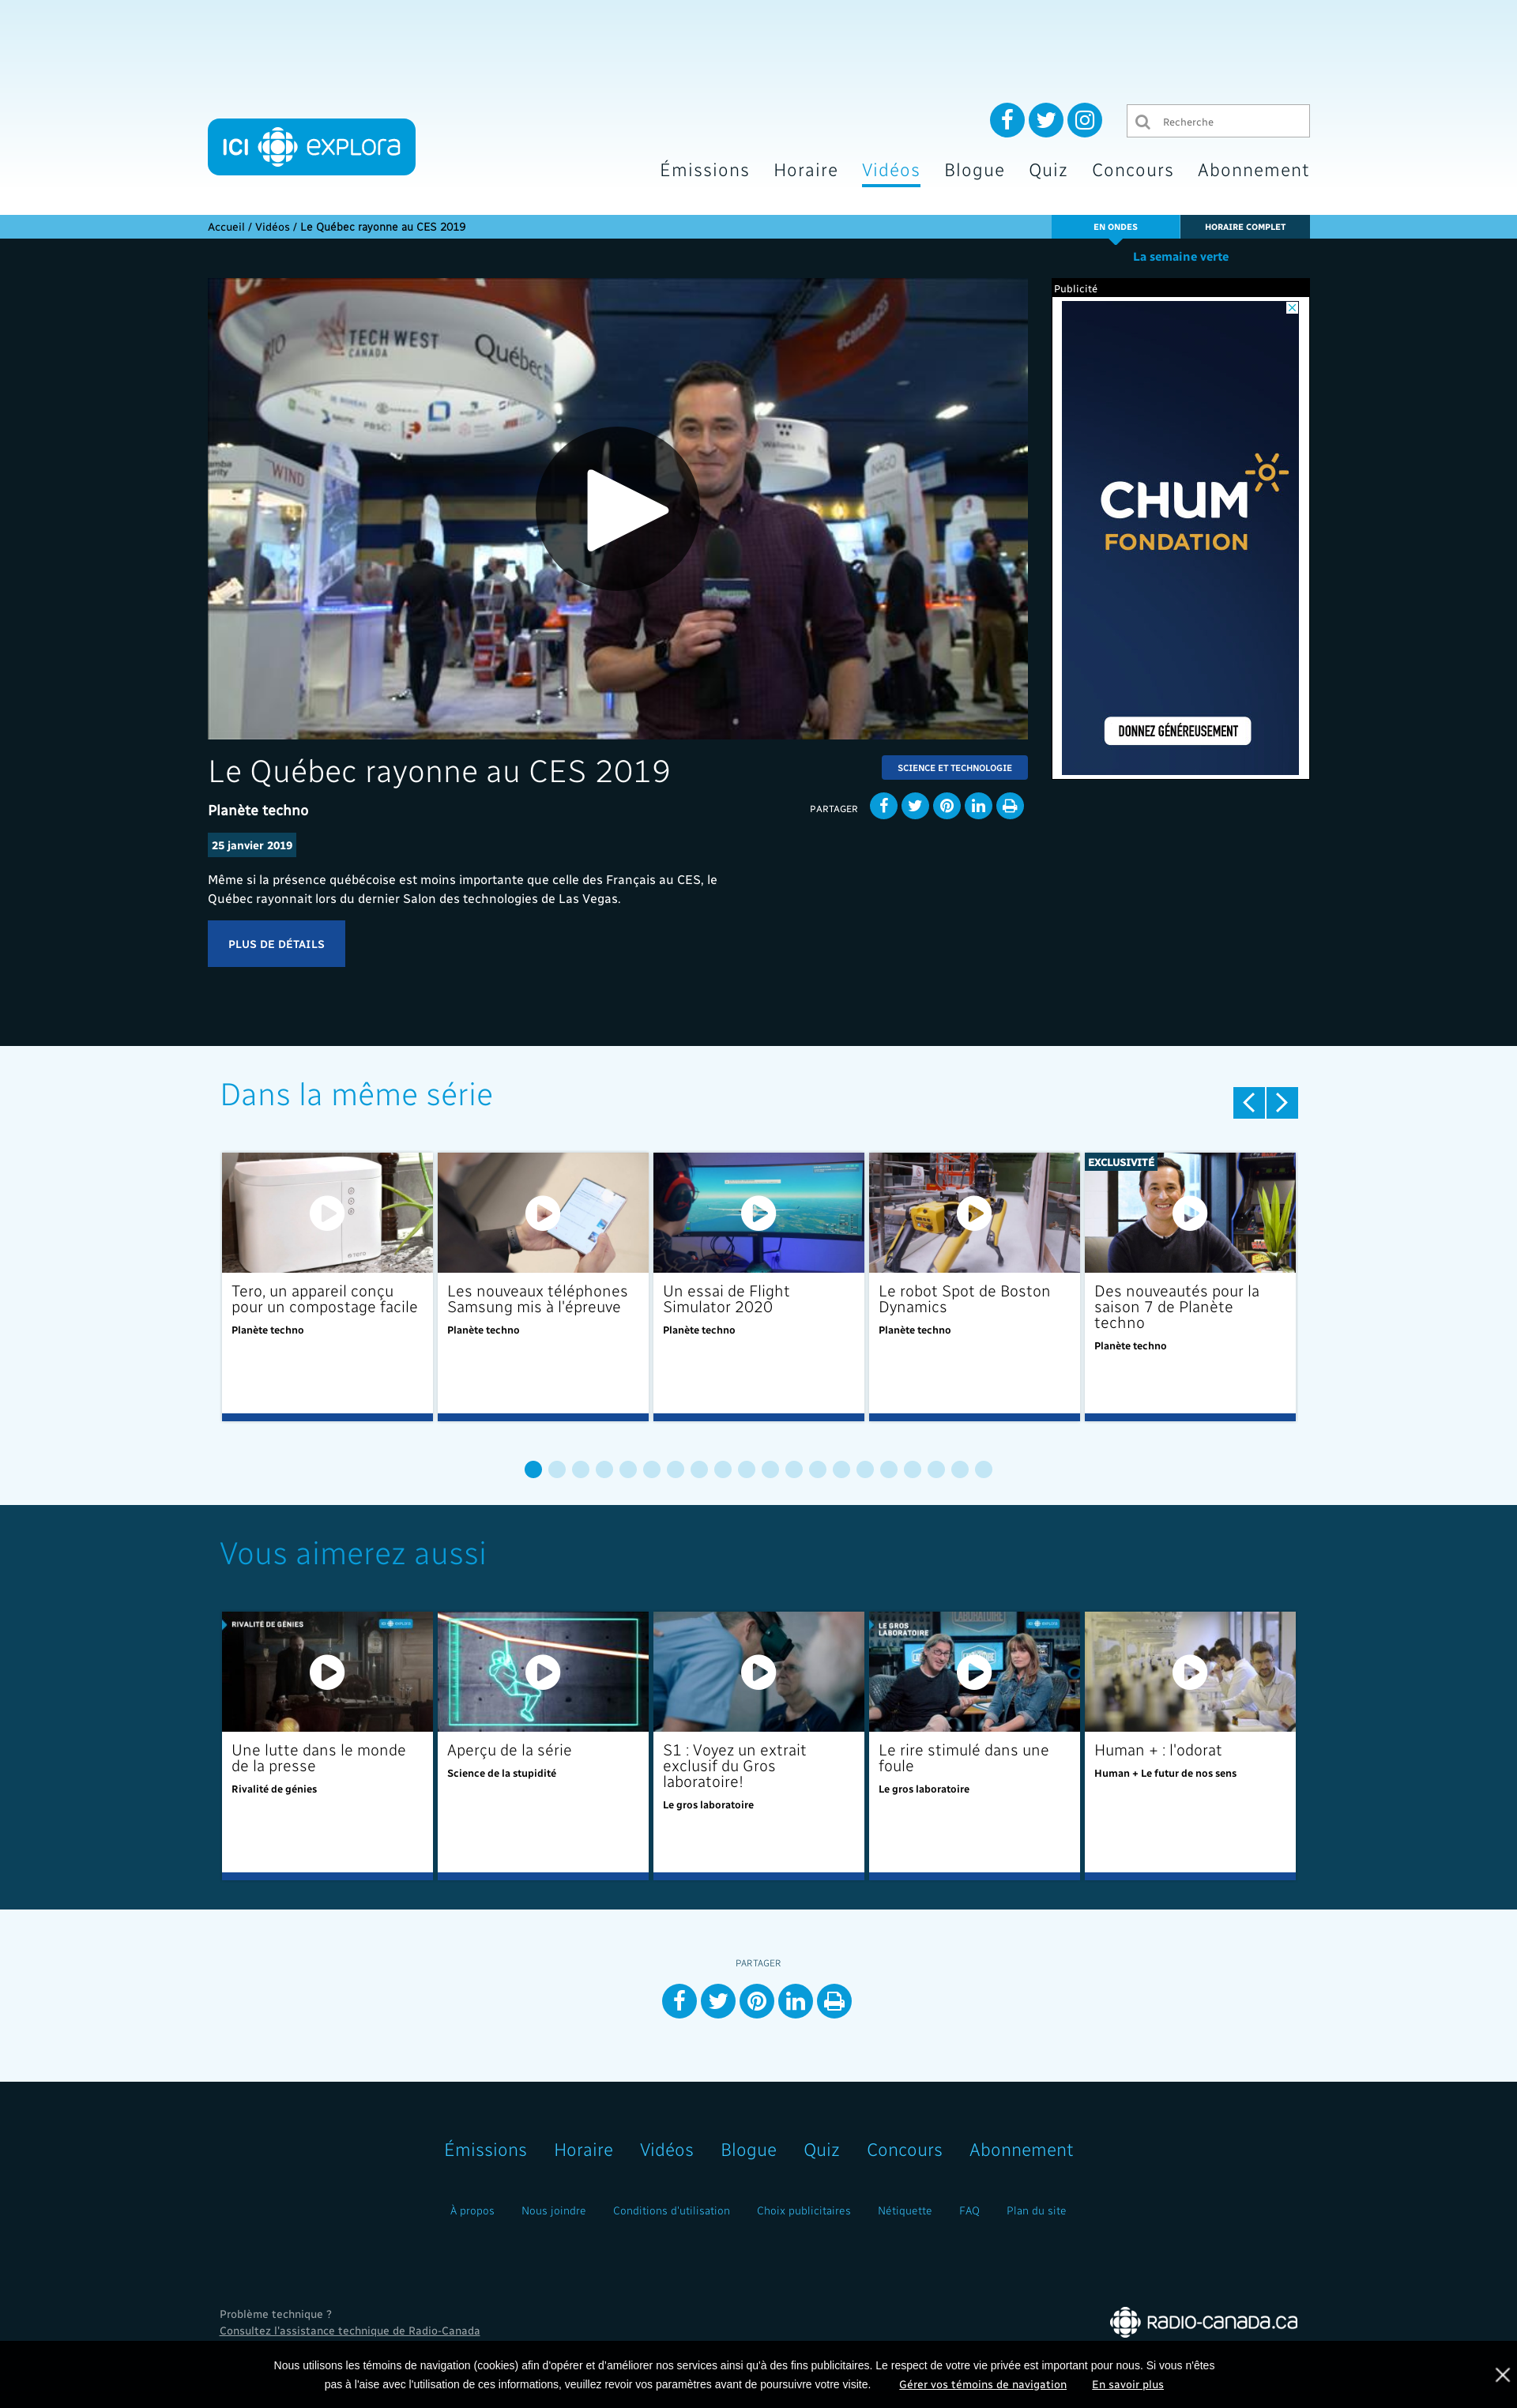 ICI explora
Recherche
Émissions Horaire Vidéos Blogue Quiz Concours Abonnement
Accueil / Vidéos / Le Québec rayonne au CES 2019
EN ONDES
HORAIRE COMPLET
La semaine verte
TECH WEST
CANADA
Québec
#CanadaCES
WIND
Publicité
CHUM
FONDATION
DONNEZ GÉNÉREUSEMENT
Le Québec rayonne au CES 2019
SCIENCE ET TECHNOLOGIE
Planète techno
PARTAGER
25 janvier 2019
Même si la présence québécoise est moins importante que celle des Français au CES, le
Québec rayonnait lors du dernier Salon des technologies de Las Vegas.
PLUS DE DÉTAILS
Dans la même série
Tero, un appareil conçu
pour un compostage facile
Planète techno
Les nouveaux téléphones
Samsung mis à l'épreuve
Planète techno
Un essai de Flight
Simulator 2020
Planète techno
Le robot Spot de Boston
Dynamics
Planète techno
EXCLUSIVITÉ
Des nouveautés pour la
saison 7 de Planète
techno
Planète techno
Vous aimerez aussi
RIVALITÉ DE GÉNIES
Une lutte dans le monde
de la presse
Rivalité de génies
Aperçu de la série
Science de la stupidité
S1 : Voyez un extrait
exclusif du Gros
laboratoire!
Le gros laboratoire
LE GROS
LABORATOIRE
Le rire stimulé dans une
foule
Le gros laboratoire
Human + : l'odorat
Human + Le futur de nos sens
PARTAGER
Émissions Horaire Vidéos Blogue Quiz Concours Abonnement
À propos Nous joindre Conditions d'utilisation Choix publicitaires Nétiquette FAQ Plan du site
Problème technique ?
Consultez l'assistance technique de Radio-Canada
Radio-Canada.ca
Nous utilisons les témoins de navigation (cookies) afin d'opérer et d'améliorer nos services ainsi qu'à des fins publicitaires. Le respect de votre vie privée est important pour nous. Si vous n'êtes
pas à l'aise avec l'utilisation de ces informations, veuillez revoir vos paramètres avant de poursuivre votre visite. Gérer vos témoins de navigation En savoir plus